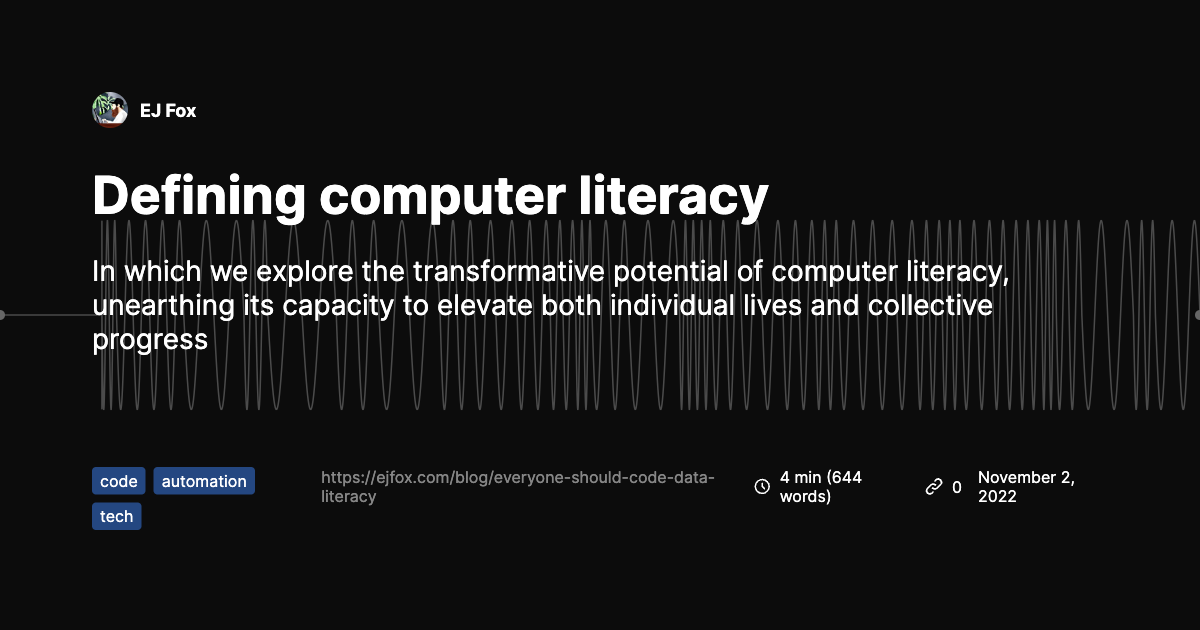 EJ Fox
Defining computer literacy
In which we explore the transformative potential of computer literacy,
unearthing its capacity to elevate both individual lives and collective
progress
code
automation
tech
https://ejfox.com/blog/everyone-should-code-data-
literacy
4 min (644
words)
0
November 2,
2022